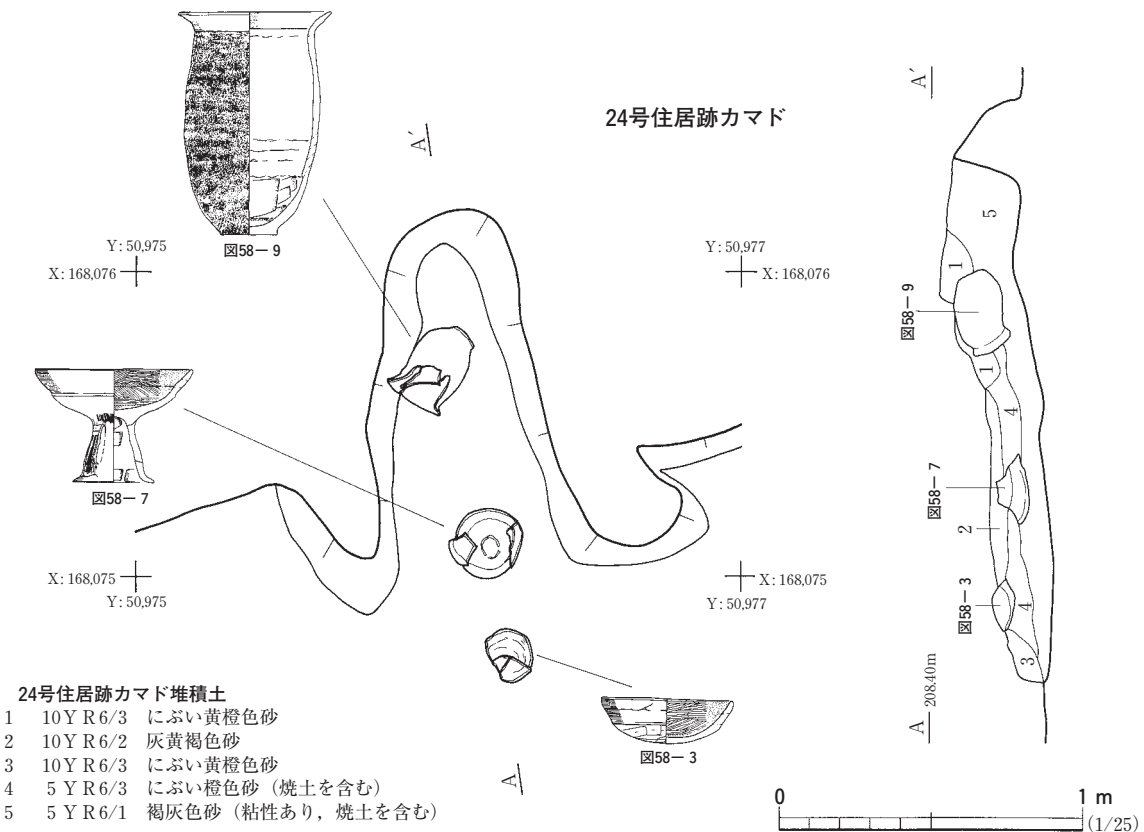 24号住居跡カマド
A′
A′
Y: 50,975
X: 168,076
図58－9
Y: 50,977
X: 168,076
5
1
図58－9
1
4
図58－7
図58－7
2
X: 168,075
Y: 50,975
X: 168,075
Y: 50,977
図58－3
4
3
A 208.40m
図58－3
A
24号住居跡カマド堆積土
1 10ＹＲ6/3 にぶい黄橙色砂
2 10ＹＲ6/2 灰黄褐色砂
3 10ＹＲ6/3 にぶい黄橙色砂
4 5ＹＲ6/3 にぶい橙色砂（焼土を含む）
5 5ＹＲ6/1 褐灰色砂（粘性あり，焼土を含む）
0 1 m
(1/25)